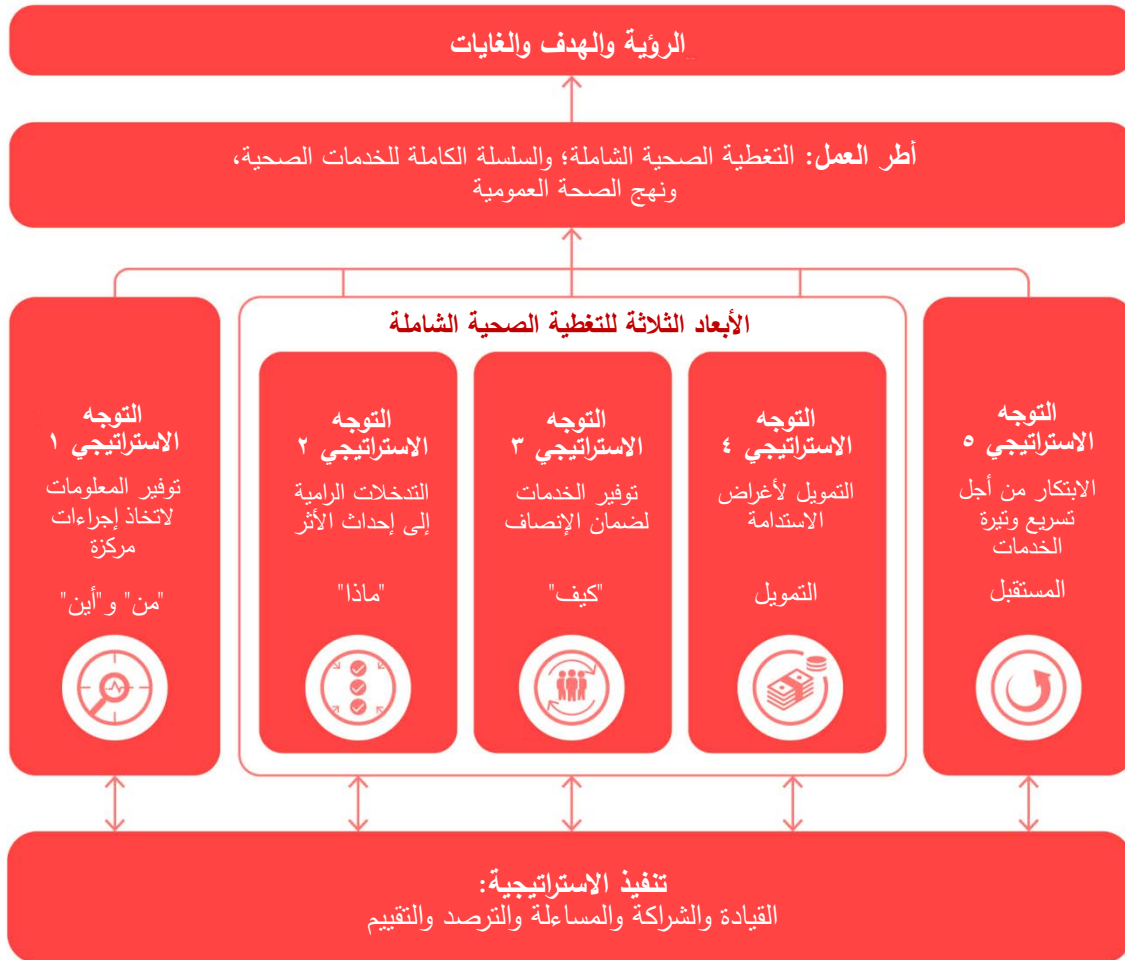 الرؤية والهدف والغايات
أطر العمل: التغطية الصحية الشاملة؛ والسلسلة الكاملة للخدمات الصحية،
ونهج الصحة العمومية
الأبعاد الثلاثة للتغطية الصحية الشاملة
التوجه
الاستراتيجي ١
توفير المعلومات
لاتخاذ إجراءات
مركزة
"من" و"أين"
التوجه
الاستراتيجي ٢
التدخلات الرامية
إلى إحداث الأثر
"ماذا"
التوجه
الاستراتيجي ٣
توفير الخدمات
لضمان الإنصاف
"كيف"
التوجه
الاستراتيجي ٤
التمويل لأغراض
الاستدامة
التمويل
التوجه
الاستراتيجي ٥
الابتكار من أجل
تسريع وتيرة
الخدمات
المستقبل
تنفيذ الاستراتيجية:
القيادة والشراكة والمساءلة والترصد والتقييم